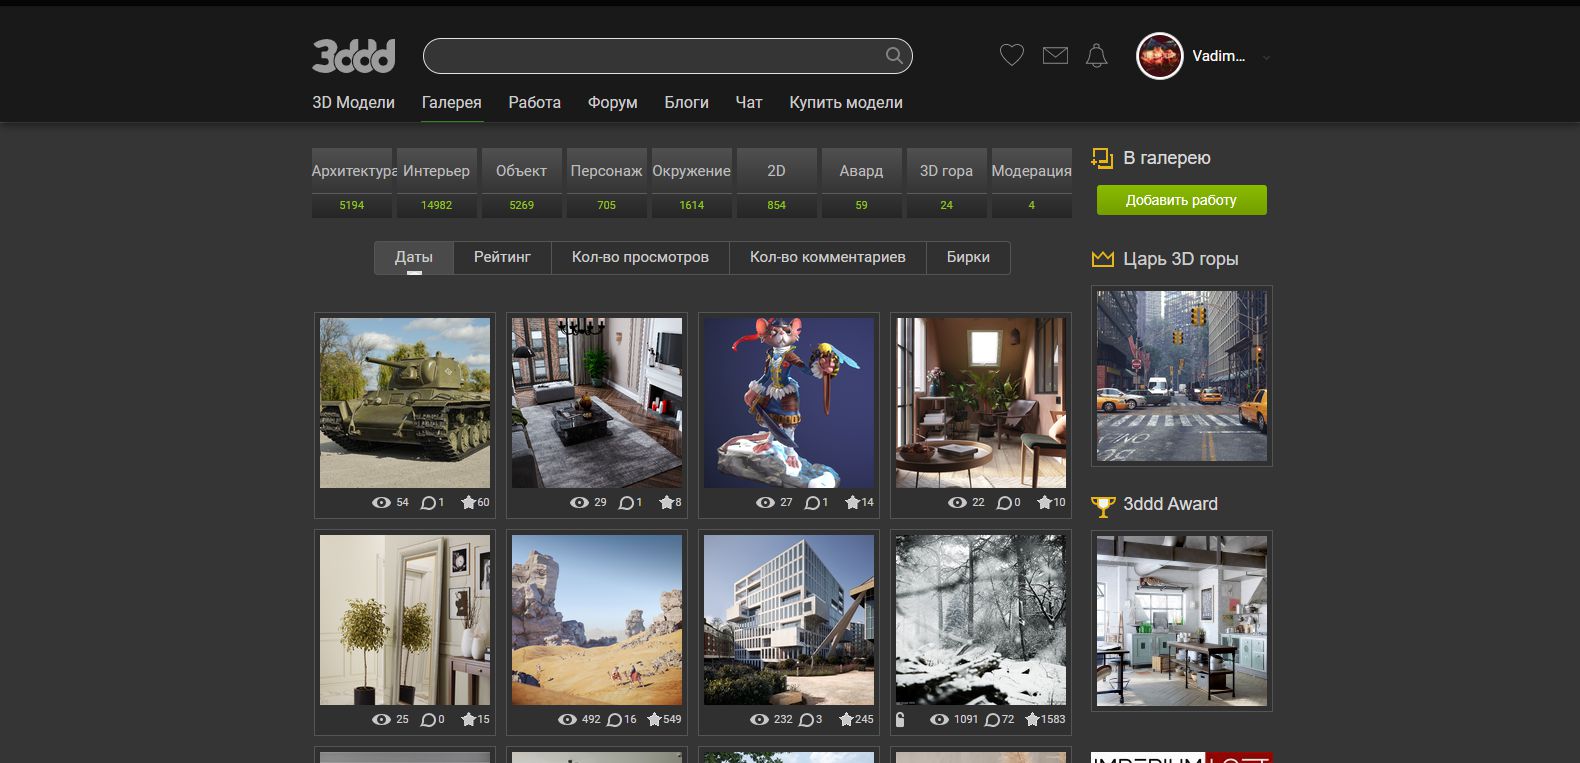 3ddd
Vadim...
3D Модели Галерея Работа Форум Блоги Чат Купить модели
Архитектура Интерьер Объект Персонаж Окружение 2D Авард 3D гора Модерация
5194 14982 5269 705 1614 854 59 24 4
В галерею
Добавить работу
Даты Рейтинг Кол-во просмотров Кол-во комментариев Бирки
Царь 3D горы
54 1 60
29 1 8
27 1 14
22 0 10
3ddd Award
25 0 15
492 16 549
232 3 245
1091 72 1583
IMPERIUM LOFT